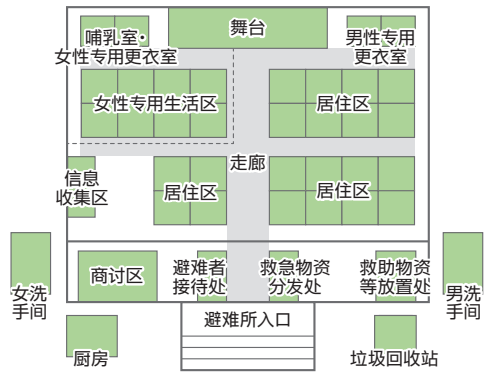 舞台
哺乳室·
女性专用更衣室
男性专用
更衣室
女性专用生活区
居住区
走廊
信息
收集区
居住区
居住区
商讨区
避难者
接待处
救急物资
分发处
救助物资
等放置处
女洗
手间
男洗
手间
避难所入口
厨房
垃圾回收站